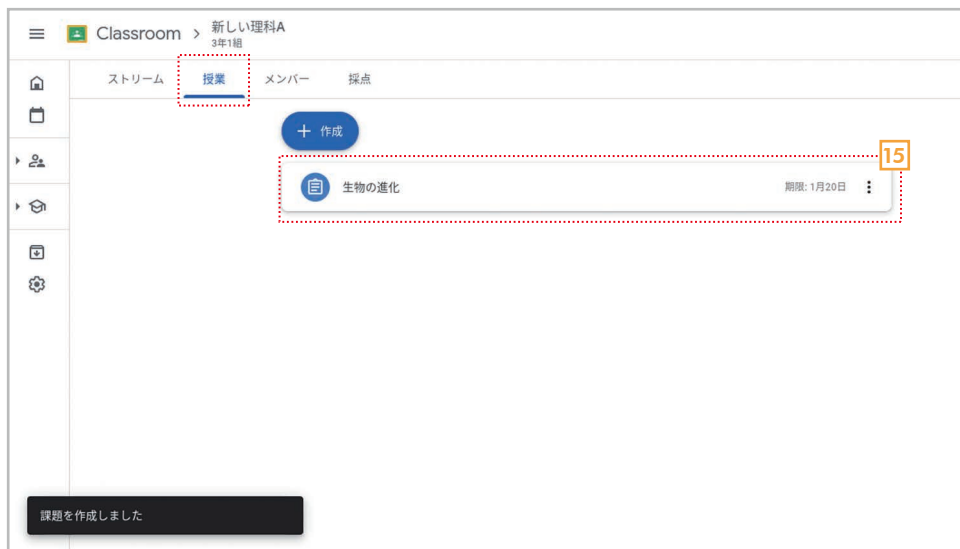 Classroom > 新しい理科A
3年1組
ストリーム 授業 メンバー 採点
+ 作成
15
生物の進化 期限: 1月20日
課題を作成しました